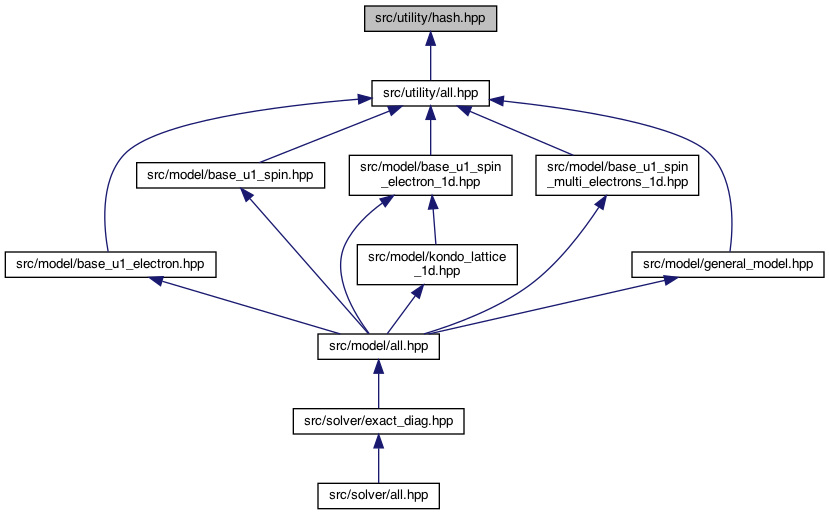 src/utility/hash.hpp
src/utility/all.hpp
src/model/base_u1_spin.hpp
src/model/base_u1_spin
_electron_1d.hpp
src/model/base_u1_spin
_multi_electrons_1d.hpp
src/model/base_u1_electron.hpp
src/model/kondo_lattice
_1d.hpp
src/model/general_model.hpp
src/model/all.hpp
src/solver/exact_diag.hpp
src/solver/all.hpp